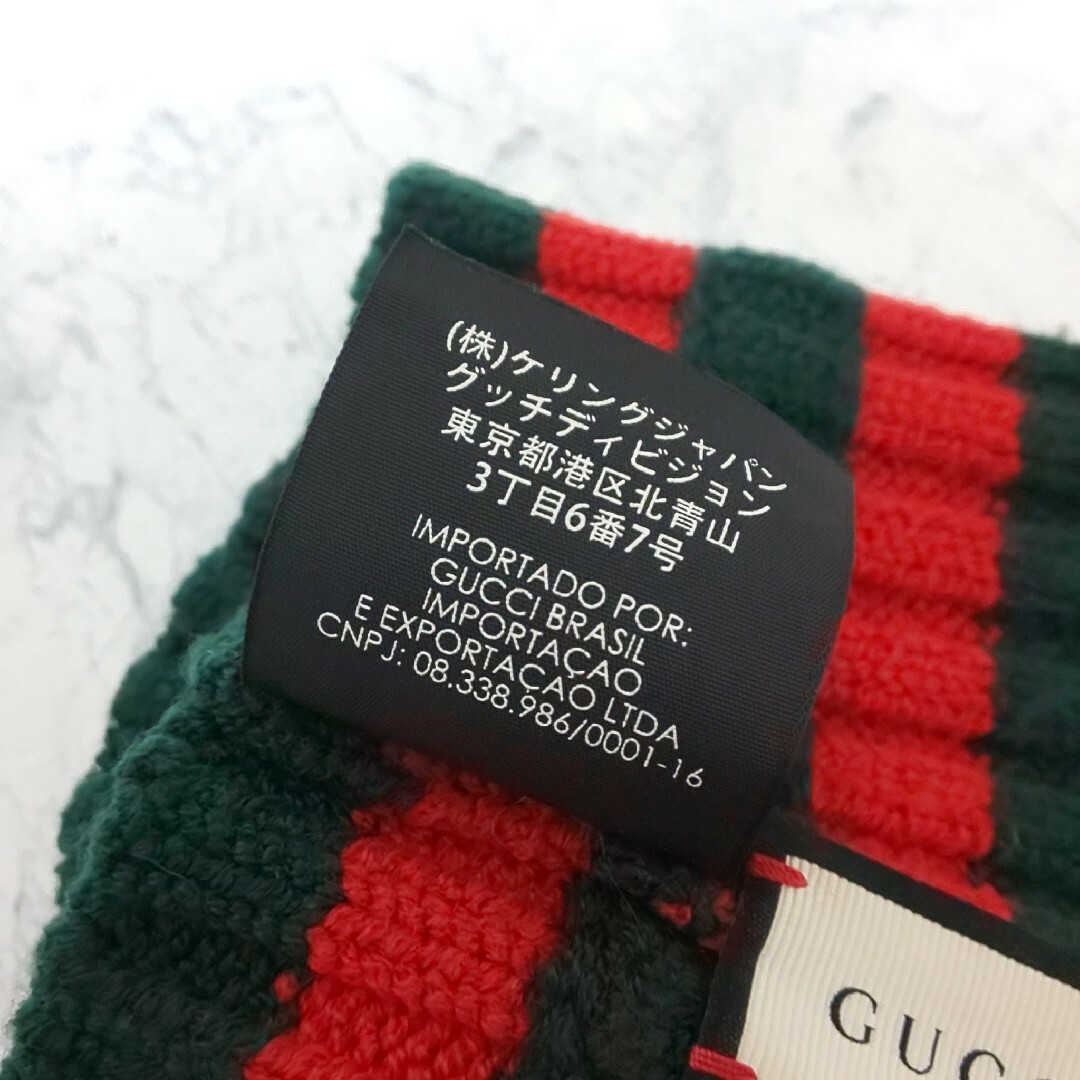 (株)ケリングジャパン
グッチディビジョン
東京都港区北青山
3丁目6番7号
IMPORTADO POR:
GUCCI BRASIL
IMPORTAÇAO
E EXPORTAÇAO LTDA
CNPJ: 08.338.986/0001-16
GUC